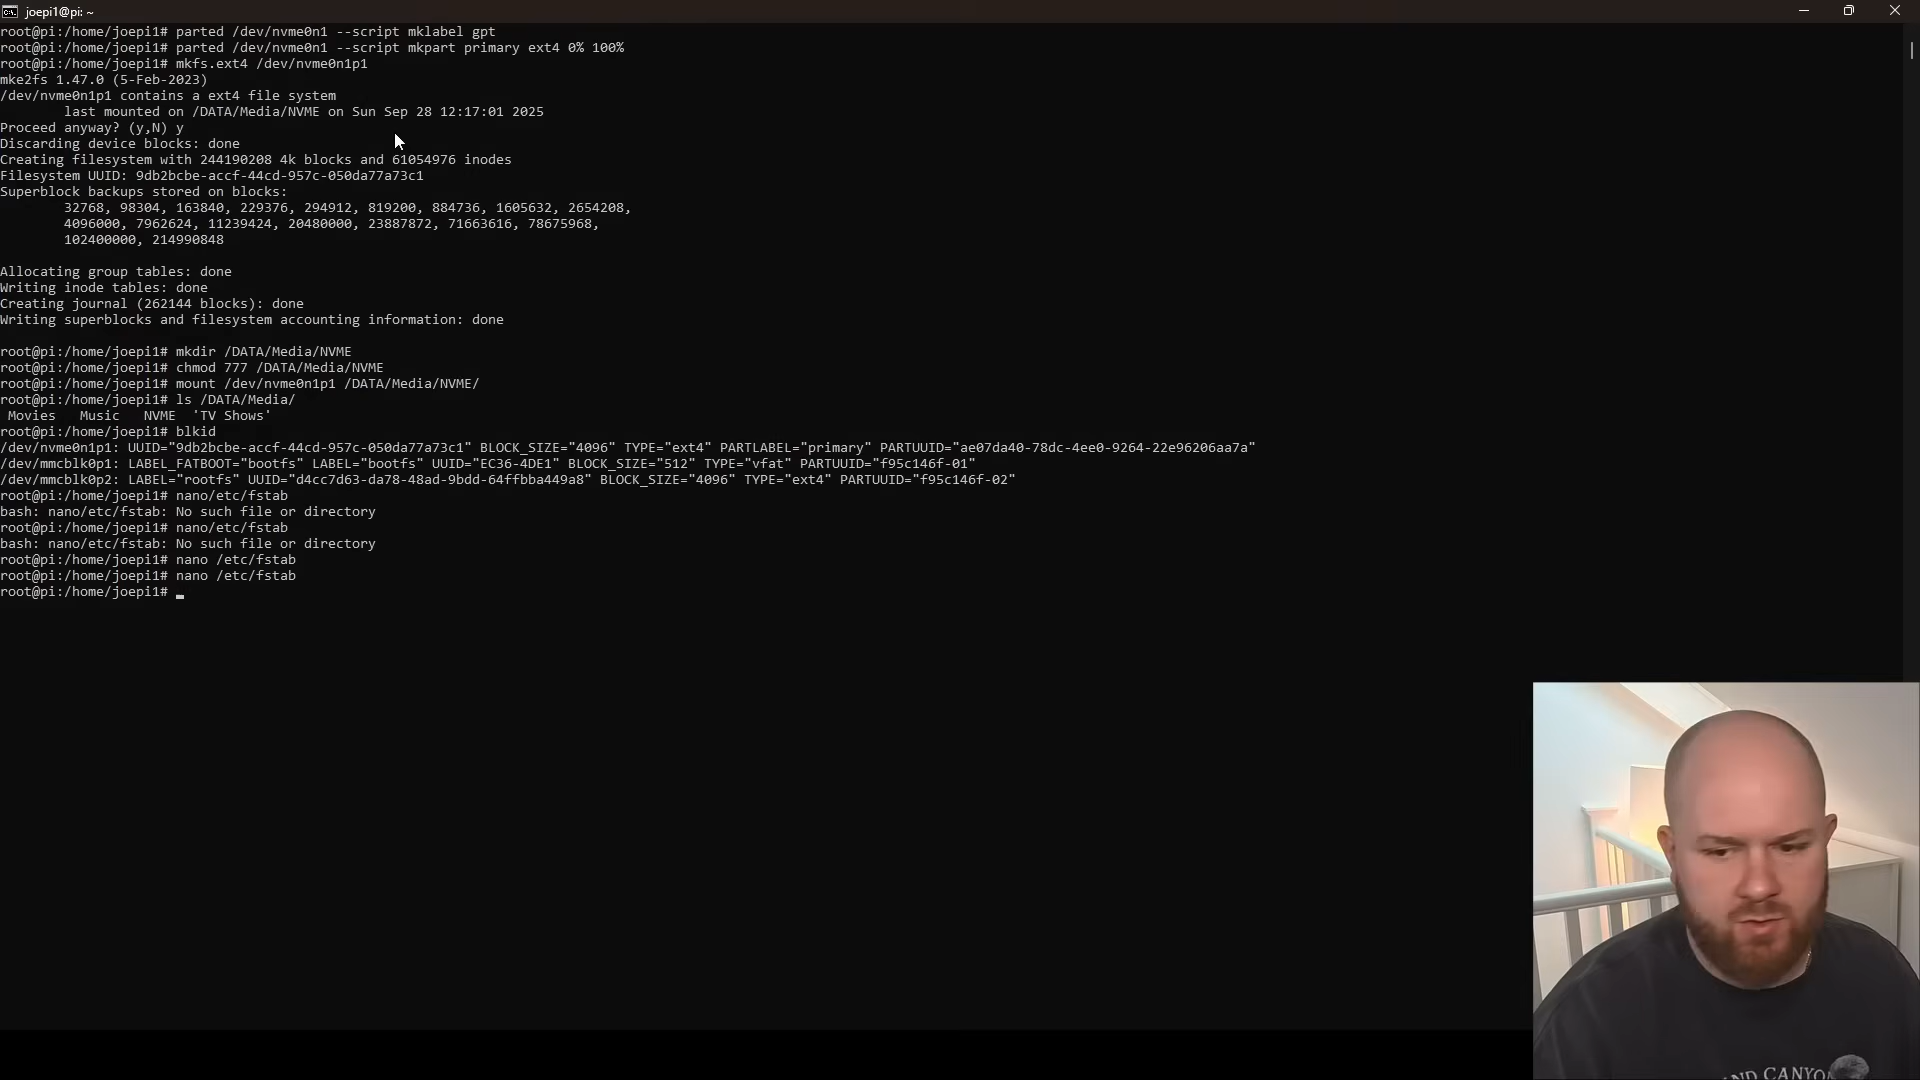 joepi1@pi: ~
root@pi:/home/joepi1# parted /dev/nvme0n1 --script mklabel gpt
root@pi:/home/joepi1# parted /dev/nvme0n1 --script mkpart primary ext4 0% 100%
root@pi:/home/joepi1# mkfs.ext4 /dev/nvme0n1p1
mke2fs 1.47.0 (5-Feb-2023)
/dev/nvme0n1p1 contains a ext4 file system
last mounted on /DATA/Media/NVME on Sun Sep 28 12:17:01 2025
Proceed anyway? (y,N) y
Discarding device blocks: done
Creating filesystem with 244190208 4k blocks and 61054976 inodes
Filesystem UUID: 9db2bcbe-accf-44cd-957c-050da77a73c1
Superblock backups stored on blocks:
32768, 98304, 163840, 229376, 294912, 819200, 884736, 1605632, 2654208,
4096000, 7962624, 11239424, 20480000, 23887872, 71663616, 78675968,
102400000, 214990848
Allocating group tables: done
Writing inode tables: done
Creating journal (262144 blocks): done
Writing superblocks and filesystem accounting information: done
root@pi:/home/joepi1# mkdir /DATA/Media/NVME
root@pi:/home/joepi1# chmod 777 /DATA/Media/NVME
root@pi:/home/joepi1# mount /dev/nvme0n1p1 /DATA/Media/NVME/
root@pi:/home/joepi1# ls /DATA/Media/
Movies   Music   NVME  'TV Shows'
root@pi:/home/joepi1# blkid
/dev/nvme0n1p1: UUID="9db2bcbe-accf-44cd-957c-050da77a73c1" BLOCK_SIZE="4096" TYPE="ext4" PARTLABEL="primary" PARTUUID="ae07da40-78dc-4ee0-9264-22e96206aa7a"
/dev/mmcblk0p1: LABEL_FATBOOT="bootfs" LABEL="bootfs" UUID="EC36-4DE1" BLOCK_SIZE="512" TYPE="vfat" PARTUUID="f95c146f-01"
/dev/mmcblk0p2: LABEL="rootfs" UUID="d4cc7d63-da78-48ad-9bdd-64ffbba449a8" BLOCK_SIZE="4096" TYPE="ext4" PARTUUID="f95c146f-02"
root@pi:/home/joepi1# nano/etc/fstab
bash: nano/etc/fstab: No such file or directory
root@pi:/home/joepi1# nano/etc/fstab
bash: nano/etc/fstab: No such file or directory
root@pi:/home/joepi1# nano /etc/fstab
root@pi:/home/joepi1# nano /etc/fstab
root@pi:/home/joepi1#